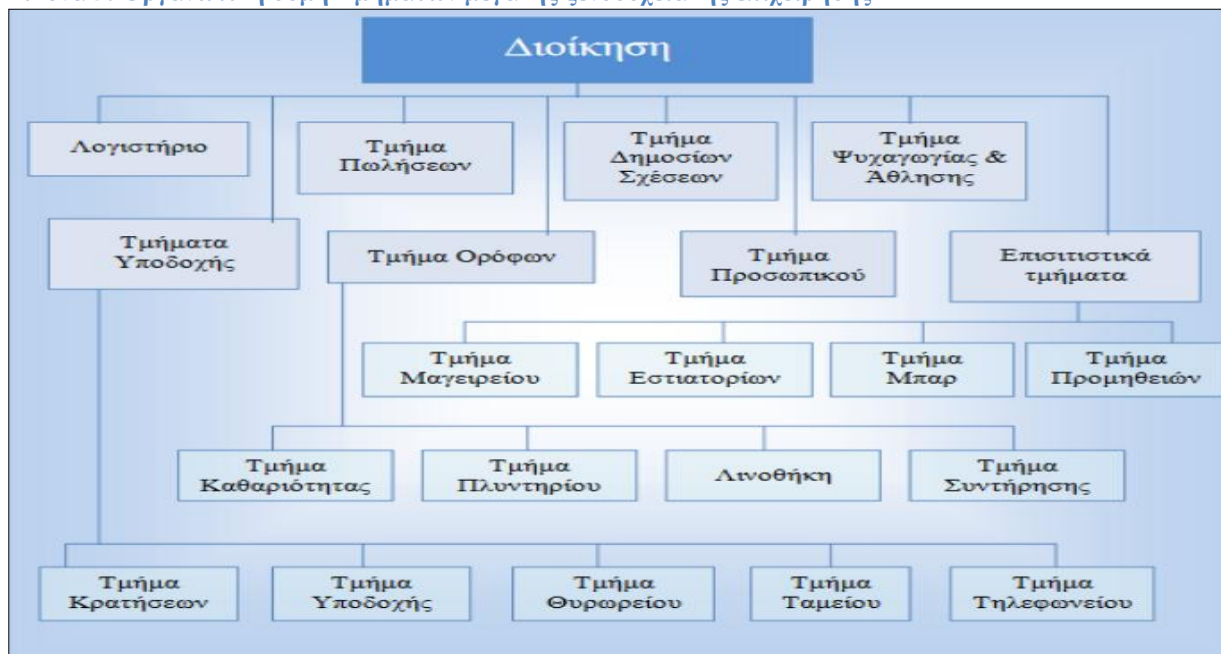 Διοίκηση
Λογιστήριο
Τμήμα
Πωλήσεων
Τμήμα
Δημοσίων
Σχέσεων
Τμήμα
Ψυχαγωγίας &
Άθλησης
Τμήματα
Υποδοχής
Τμήμα Ορόφων
Τμήμα
Προσωπικού
Επισιτιστικά
τμήματα
Τμήμα
Μαγειρείου
Τμήμα
Εστιατορίων
Τμήμα
Μπαρ
Τμήμα
Προμηθειών
Τμήμα
Καθαριότητας
Τμήμα
Πλυντηρίου
Λινοθήκη
Τμήμα
Συντήρησης
Τμήμα
Κρατήσεων
Τμήμα
Υποδοχής
Τμήμα
Θυρωρείου
Τμήμα
Ταμείου
Τμήμα
Τηλεφωνείου